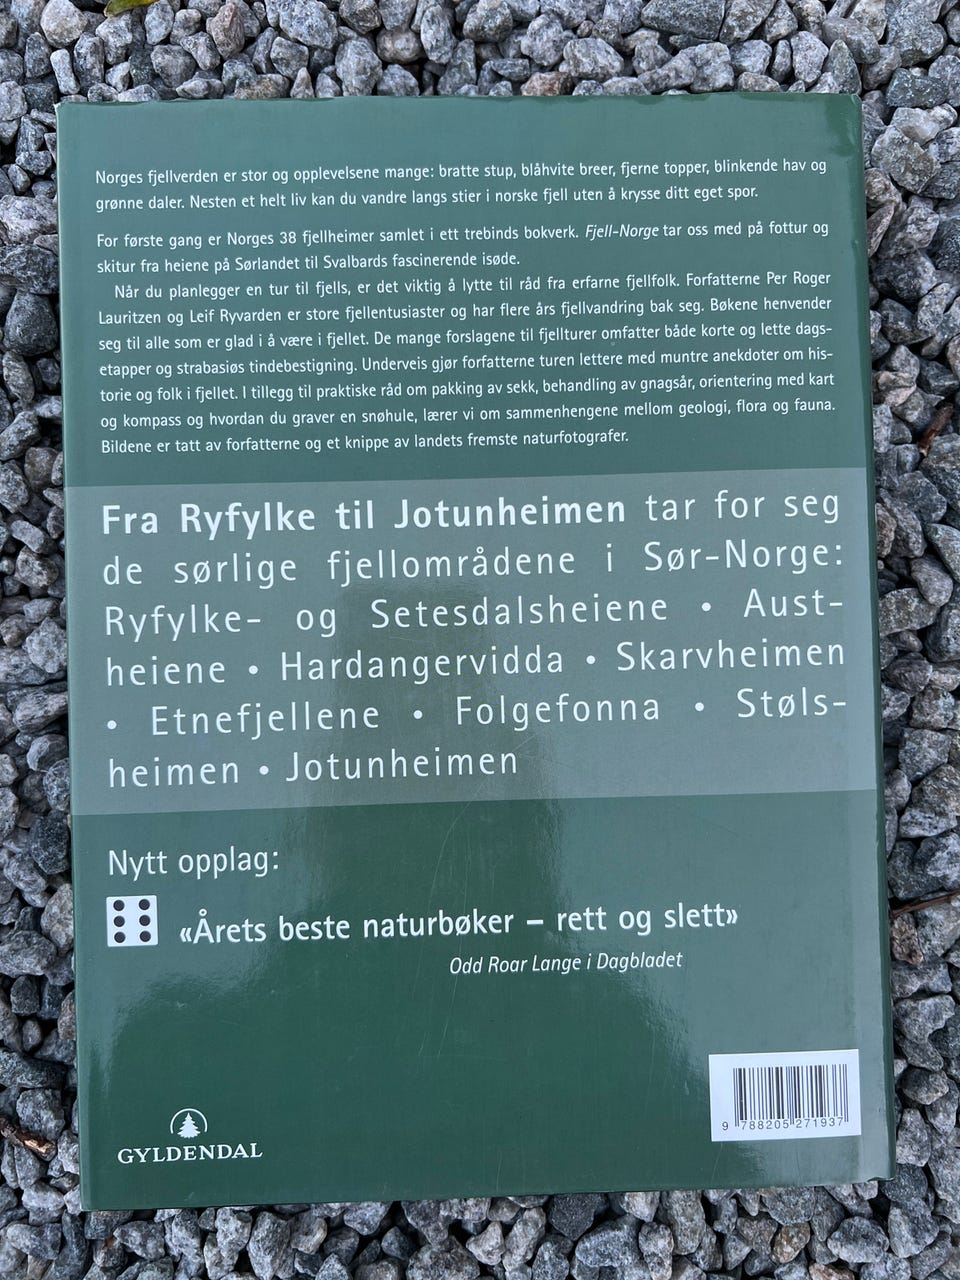 Norges fjellverden er stor og opplevelsene mange: bratte stup, blåhvite breer, fjerne topper, blinkende hav og
grønne daler. Nesten et helt liv kan du vandre langs stier i norske fjell uten å krysse ditt eget spor.
For første gang er Norges 38 fjellheimer samlet i ett trebinds bokverk. Fjell-Norge tar oss med på fottur og
skitur fra heiene på Sørlandet til Svalbards fascinerende isøde.
Når du planlegger en tur til fjells, er det viktig å lytte til råd fra erfarne fjellfolk. Forfatterne Per Roger
Lauritzen og Leif Ryvarden er store fjellentusiaster og har flere års fjellvandring bak seg. Bøkene henvender
seg til alle som er glad i å være i fjellet. De mange forslagene til fjellturer omfatter både korte og lette dags-
etapper og strabasiøs tindebestigning. Underveis gjør forfatterne turen lettere med muntre anekdoter om his-
torie og folk i fjellet. I tillegg til praktiske råd om pakking av sekk, behandling av gnagsår, orientering med kart
og kompass og hvordan du graver en snøhule, lærer vi om sammenhengene mellom geologi, flora og fauna.
Bildene er tatt av forfatterne og et knippe av landets fremste naturfotografer.
Fra Ryfylke til Jotunheimen tar for seg
de sørlige fjellområdene i Sør-Norge:
Ryfylke- og Setesdalsheiene • Aust-
heiene • Hardangervidda • Skarvheimen
• Etnefjellene • Folgefonna • Støls-
heimen • Jotunheimen
Nytt opplag:
«Årets beste naturbøker – rett og slett»
Odd Roar Lange i Dagbladet
GYLDENDAL
9 788205 271937